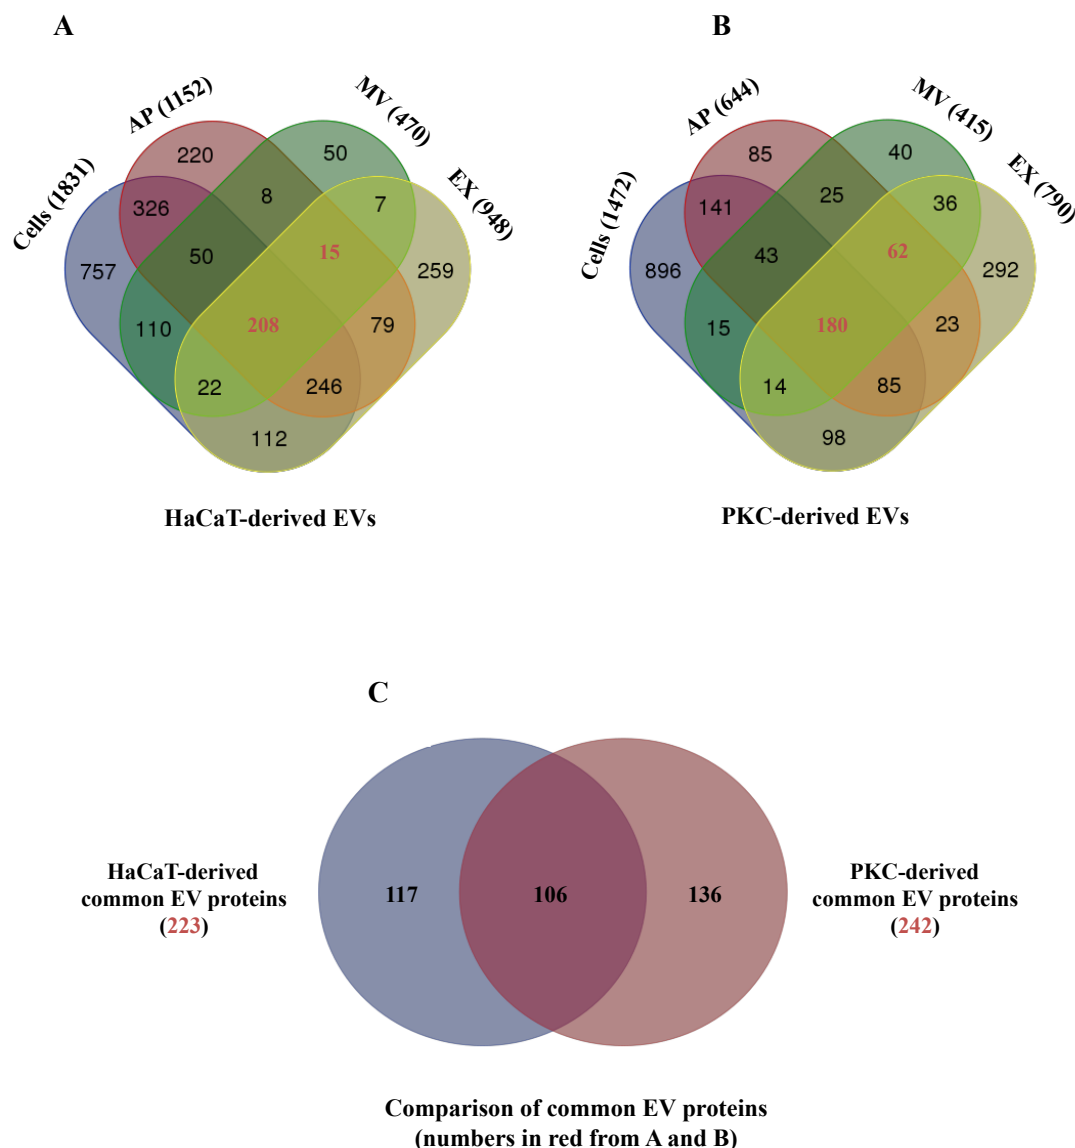 A
B
AP (1152)
MV (470)
Cells (1831)
EX (948)
220
50
326
8
7
50
15
757
259
110
208
79
22
246
112
HaCaT-derived EVs
AP (644)
MV (415)
Cells (1472)
EX (790)
85
40
141
25
36
43
62
896
292
15
180
23
14
85
98
PKC-derived EVs
C
HaCaT-derived
common EV proteins
(223)
117
106
136
PKC-derived
common EV proteins
(242)
Comparison of common EV proteins
(numbers in red from A and B)